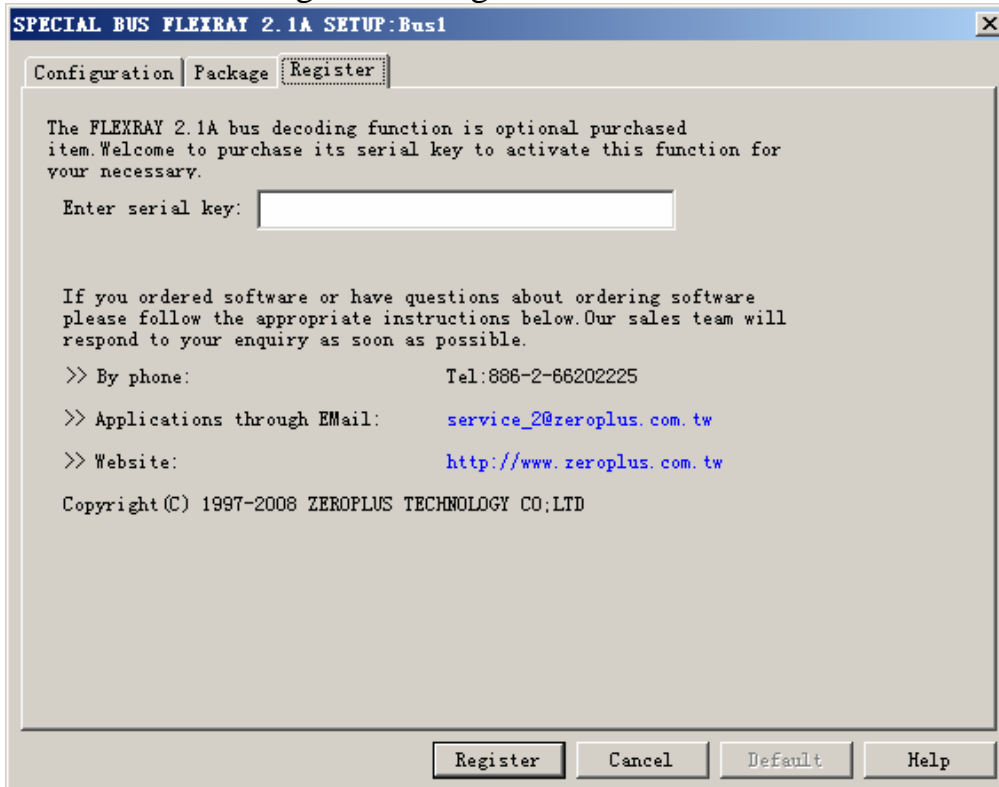 SPECIAL BUS FLEXRAY 2.1A SETUP:Bus1
Configuration Package Register
The FLEXRAY 2.1A bus decoding function is optional purchased
item.Welcome to purchase its serial key to activate this function for
your necessary.
Enter serial key:
If you ordered software or have questions about ordering software
please follow the appropriate instructions below.Our sales team will
respond to your enquiry as soon as possible.
>> By phone: Tel:886-2-66202225
>> Applications through EMail: service_2@zeroplus.com.tw
>> Website: http://www.zeroplus.com.tw
Copyright(C) 1997-2008 ZEROPLUS TECHNOLOGY CO;LTD
Register Cancel Default Help